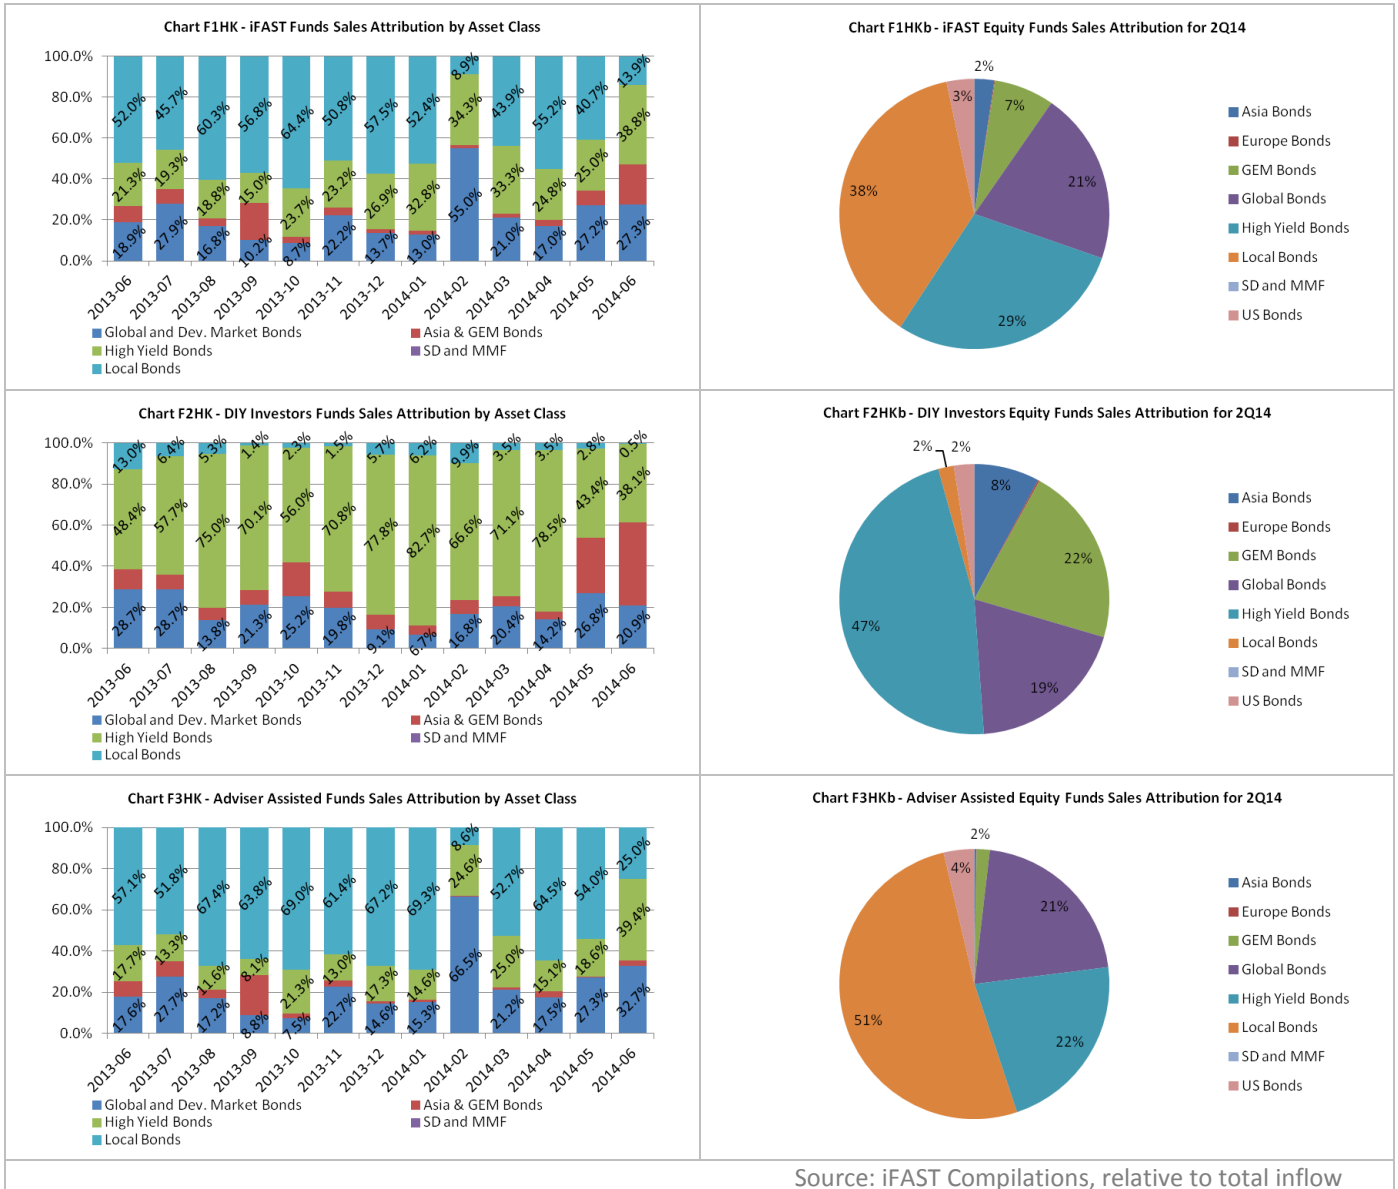 Chart F1HK - iFAST Funds Sales Attribution by Asset Class
100.0%
80.0%
60.0%
40.0%
20.0%
0.0%
52.0% 45.7% 60.3% 56.8% 64.4% 50.8% 57.5% 52.4% 8.9% 43.9% 55.2% 40.7% 13.9%
21.3% 19.3% 18.8% 15.0% 23.7% 23.2% 26.9% 32.8% 34.3% 33.3% 24.8% 25.0% 38.8%
18.9% 27.9% 16.8% 10.2% 8.7% 22.2% 13.7% 13.0% 55.0% 21.0% 17.0% 27.2% 27.3%
2013-06 2013-07 2013-08 2013-09 2013-10 2013-11 2013-12 2014-01 2014-02 2014-03 2014-04 2014-05 2014-06
Global and Dev. Market Bonds Asia & GEM Bonds
High Yield Bonds SD and MMF
Local Bonds
Chart F1HKb - iFAST Equity Funds Sales Attribution for 2Q14
2%
7%
21%
29%
38%
3%
Asia Bonds
Europe Bonds
GEM Bonds
Global Bonds
High Yield Bonds
Local Bonds
SD and MMF
US Bonds
Chart F2HK - DIY Investors Funds Sales Attribution by Asset Class
100.0%
80.0%
60.0%
40.0%
20.0%
0.0%
13.0% 6.4% 5.3% 1.4% 2.3% 1.5% 5.7% 6.2% 9.9% 3.5% 3.5% 2.8% 0.5%
48.4% 57.7% 75.0% 70.1% 56.0% 70.8% 77.8% 82.7% 66.6% 71.1% 78.5% 43.4% 38.1%
28.7% 28.7% 13.8% 21.3% 25.2% 19.8% 9.1% 6.7% 16.8% 20.4% 14.2% 26.8% 20.9%
2013-06 2013-07 2013-08 2013-09 2013-10 2013-11 2013-12 2014-01 2014-02 2014-03 2014-04 2014-05 2014-06
Global and Dev. Market Bonds Asia & GEM Bonds
High Yield Bonds SD and MMF
Local Bonds
Chart F2HKb - DIY Investors Equity Funds Sales Attribution for 2Q14
2% 2%
8%
22%
19%
47%
Asia Bonds
Europe Bonds
GEM Bonds
Global Bonds
High Yield Bonds
Local Bonds
SD and MMF
US Bonds
Chart F3HK - Adviser Assisted Funds Sales Attribution by Asset Class
100.0%
80.0%
60.0%
40.0%
20.0%
0.0%
57.1% 51.8% 67.4% 63.8% 69.0% 61.4% 67.2% 69.3% 8.6% 52.7% 64.5% 54.0% 25.0%
17.7% 13.3% 11.6% 8.1% 21.3% 13.0% 17.3% 14.6% 24.6% 25.0% 15.1% 18.6% 39.4%
17.6% 27.7% 17.2% 8.8% 7.5% 22.7% 14.6% 15.3% 66.5% 21.2% 17.5% 27.3% 32.7%
2013-06 2013-07 2013-08 2013-09 2013-10 2013-11 2013-12 2014-01 2014-02 2014-03 2014-04 2014-05 2014-06
Global and Dev. Market Bonds Asia & GEM Bonds
High Yield Bonds SD and MMF
Local Bonds
Chart F3HKb - Adviser Assisted Equity Funds Sales Attribution for 2Q14
2%
21%
22%
51%
4%
Asia Bonds
Europe Bonds
GEM Bonds
Global Bonds
High Yield Bonds
Local Bonds
SD and MMF
US Bonds
Source: iFAST Compilations, relative to total inflow